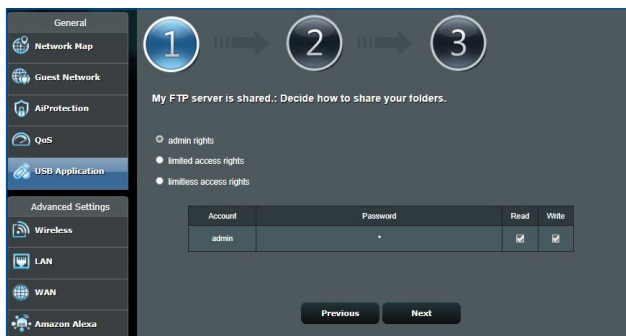 General
Network Map
Guest Network
AiProtection
QoS
USB Application
Advanced Settings
Wireless
LAN
WAN
Amazon Alexa
1 2 3
My FTP server is shared.: Decide how to share your folders.
admin rights
limited access rights
limitless access rights
Account Password Read Write
admin *
Previous Next